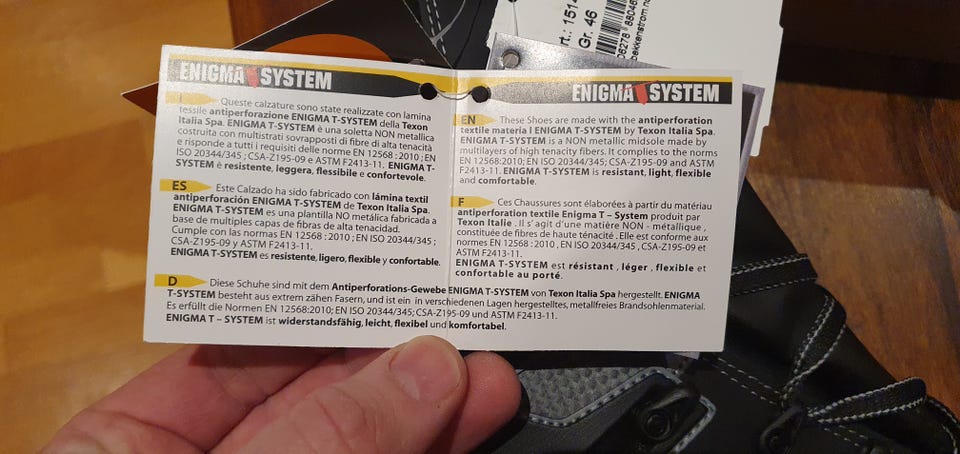 rt.: 1514
Gr. 46
06278 88046
bekkenstrom.n
ENIGMA T SYSTEM
I Queste calzature sono state realizzate con lamina
tessile antiperforazione ENIGMA T-SYSTEM della Texon
Italia Spa. ENIGMA T-SYSTEM è una soletta NON metallica
costruita con multistrati sovrapposti di fibre di alta tenacità
e risponde a tutti i requisiti delle norme EN 12568 : 2010 ; EN
ISO 20344/345 ; CSA-Z195-09 e ASTM F2413-11. ENIGMA T-
SYSTEM è resistente, leggera, flessibile e confortevole.
ES Este Calzado ha sido fabricado con lámina textil
antiperforación ENIGMA T-SYSTEM de Texon Italia Spa.
ENIGMA T-SYSTEM es una plantilla NO metálica fabricada a
base de multiples capas de fibras de alta tenacidad.
Cumple con las normas EN 12568 : 2010 ; EN ISO 20344/345 ;
CSA-Z195-09 y ASTM F2413-11.
ENIGMA T-SYSTEM es resistente, ligero, flexible y confortable.
ENIGMA T SYSTEM
EN These Shoes are made with the antiperforation
textile materia l ENIGMA T-SYSTEM by Texon Italia Spa.
ENIGMA T-SYSTEM is a NON metallic midsole made by
multilayers of high tenacity fibers. It complies to the norms
EN 12568:2010; EN ISO 20344/345; CSA-Z195-09 and ASTM
F2413-11. ENIGMA T-SYSTEM is resistant, light, flexible
and comfortable.
F Ces Chaussures sont élaborées à partir du matériau
antiperforation textile Enigma T – System produit par
Texon Italie . Il s'agit d'une matière NON - métallique ,
constituée de fibres de haute ténacité . Elle est conforme aux
normes EN 12568 : 2010 , EN ISO 20344/345 , CSA-Z195-09 et
ASTM F2413-11.
ENIGMA T-SYSTEM est résistant , léger , flexible et
confortable au porté.
D Diese Schuhe sind mit dem Antiperforations-Gewebe ENIGMA T-SYSTEM von Texon Italia Spa hergestellt. ENIGMA
T-SYSTEM besteht aus extrem zähen Fasern, und ist ein in verschiedenen Lagen hergestelltes, metallfreies Brandsohlenmaterial.
Es erfüllt die Normen EN 12568:2010; EN ISO 20344/345; CSA-Z195-09 und ASTM F2413-11.
ENIGMA T – SYSTEM ist widerstandsfähig, leicht, flexibel und komfortabel.